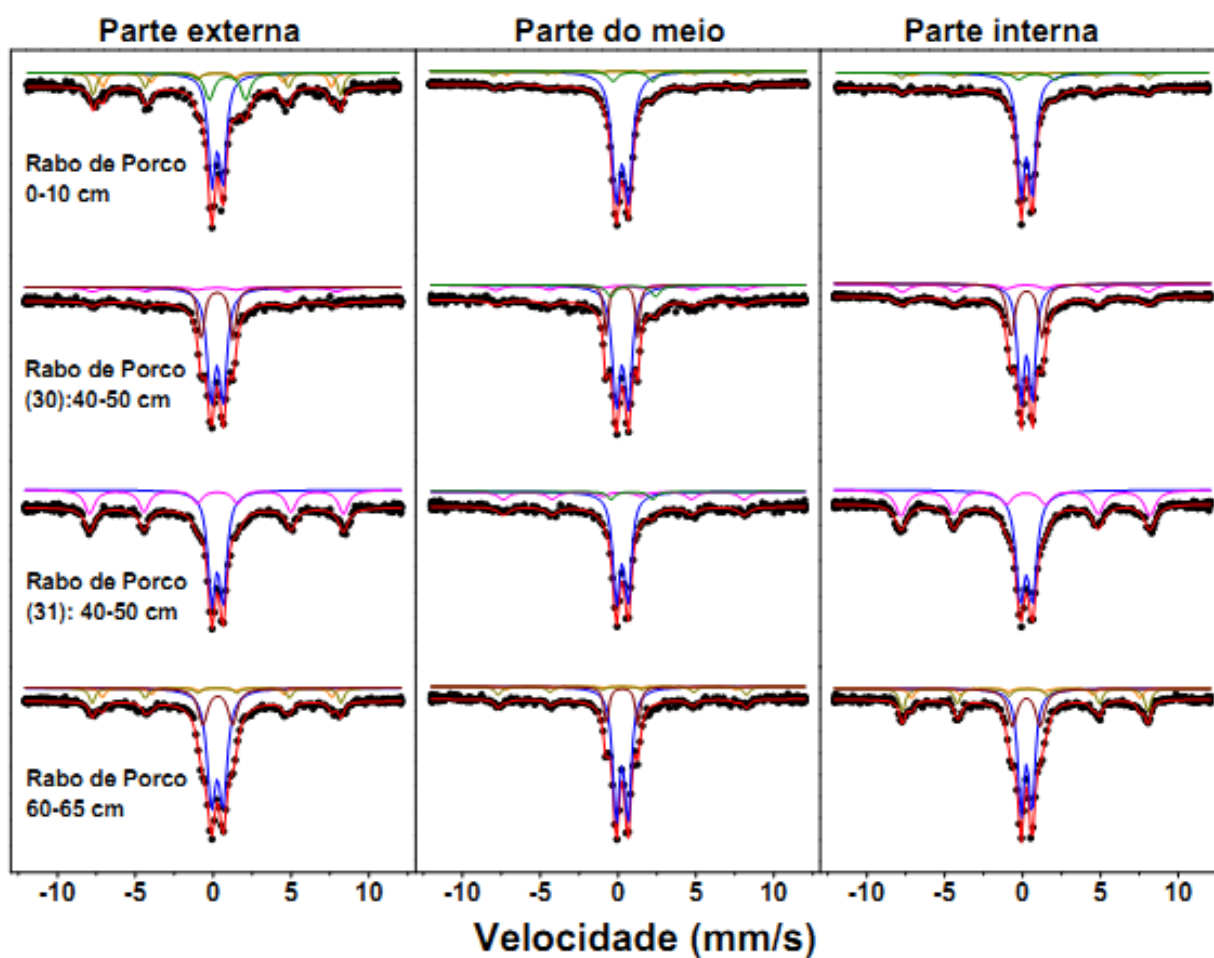 Parte externa Parte do meio Parte interna
Rabo de Porco
0-10 cm
Rabo de Porco
(30):40-50 cm
Rabo de Porco
(31): 40-50 cm
Rabo de Porco
60-65 cm
-10 -5 0 5 10 -10 -5 0 5 10 -10 -5 0 5 10
Velocidade (mm/s)